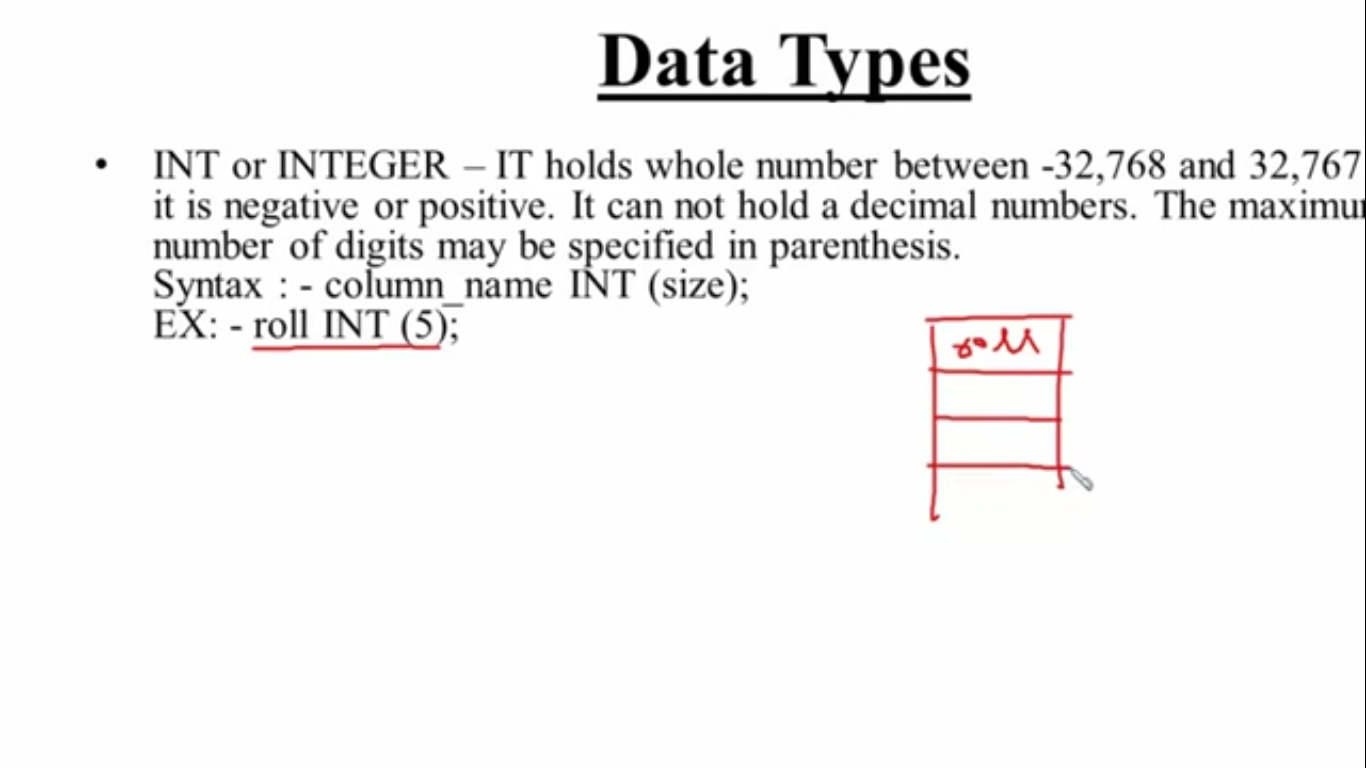 Data Types
• INT or INTEGER – IT holds whole number between -32,768 and 32,767
it is negative or positive. It can not hold a decimal numbers. The
number of digits may be specified in parenthesis.
Syntax : - column_name INT (size);
EX: - roll INT (5);
roll